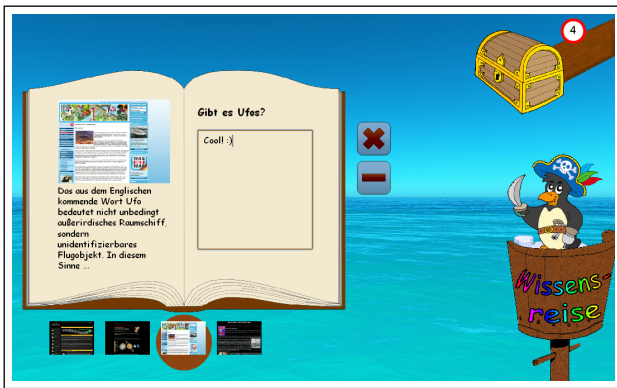 4
Gibt es Ufos?
Cool! :)
Das aus dem Englischen
kommende Wort Ufo
bedeutet nicht unbedingt
außerirdisches Raumschiff,
sondern
unidentifizierbares
Flugobjekt. In diesem
Sinne ...
Wissens-
reise